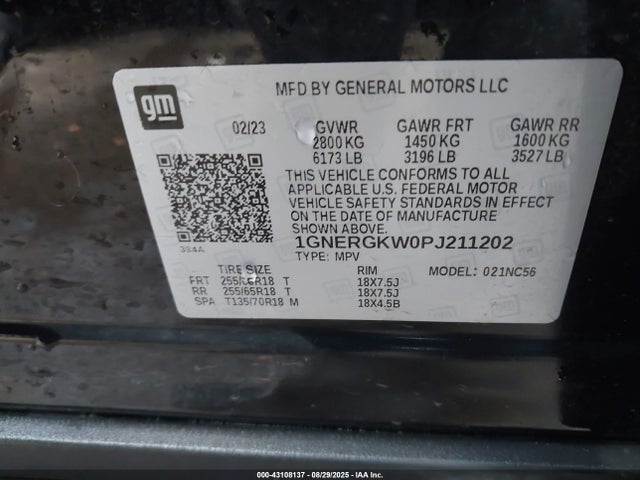 MFD BY GENERAL MOTORS LLC
gm
02/23
GVWR GAWR FRT GAWR RR
2800 KG 1450 KG 1600 KG
6173 LB 3196 LB 3527 LB
THIS VEHICLE CONFORMS TO ALL
APPLICABLE U.S. FEDERAL MOTOR
VEHICLE SAFETY STANDARDS IN EFFECT
ON THE DATE OF MANUFACTURE
SHOWN ABOVE.
1GNERGKW0PJ211202
384A
TYPE: MPV MODEL: 021NC56
TIRE SIZE RIM
FRT T 18X7.5J
RR 255/65R18 T 18X7.5J
SPA T135/70R18 M 18X4.5B
000-43108137 - 08/29/2025 - IAA Inc.